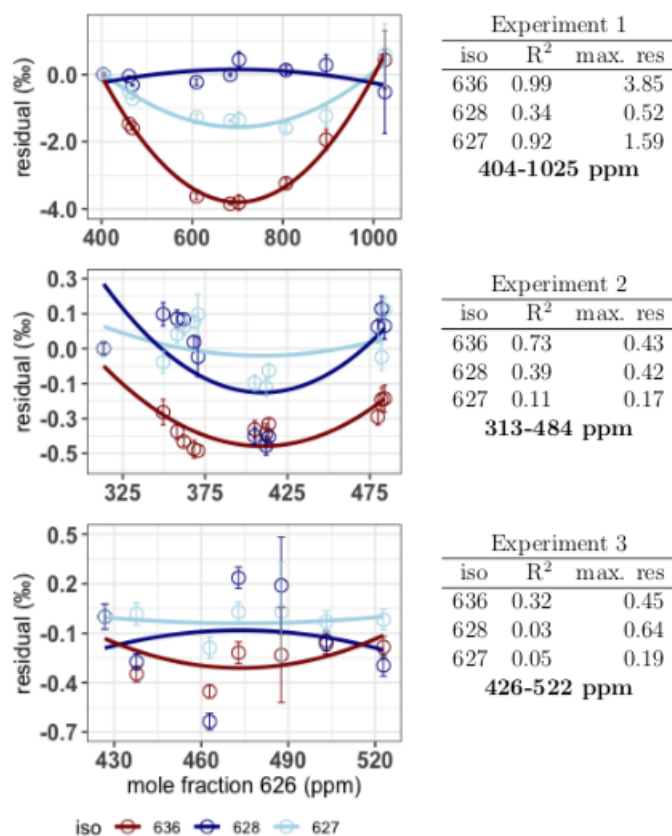 residual (‰)
0.0
-2.0
-4.0
400 600 800 1000
Experiment 1
iso R² max. res
636 0.99 3.85
628 0.34 0.52
627 0.92 1.59
404-1025 ppm
residual (‰)
0.3
0.1
0.0
-0.1
-0.3
-0.5
325 375 425 475
Experiment 2
iso R² max. res
636 0.73 0.43
628 0.39 0.42
627 0.11 0.17
313-484 ppm
residual (‰)
0.5
0.2
-0.1
-0.4
-0.7
430 460 490 520
mole fraction 626 (ppm)
Experiment 3
iso R² max. res
636 0.32 0.45
628 0.03 0.64
627 0.05 0.19
426-522 ppm
iso 636 628 627